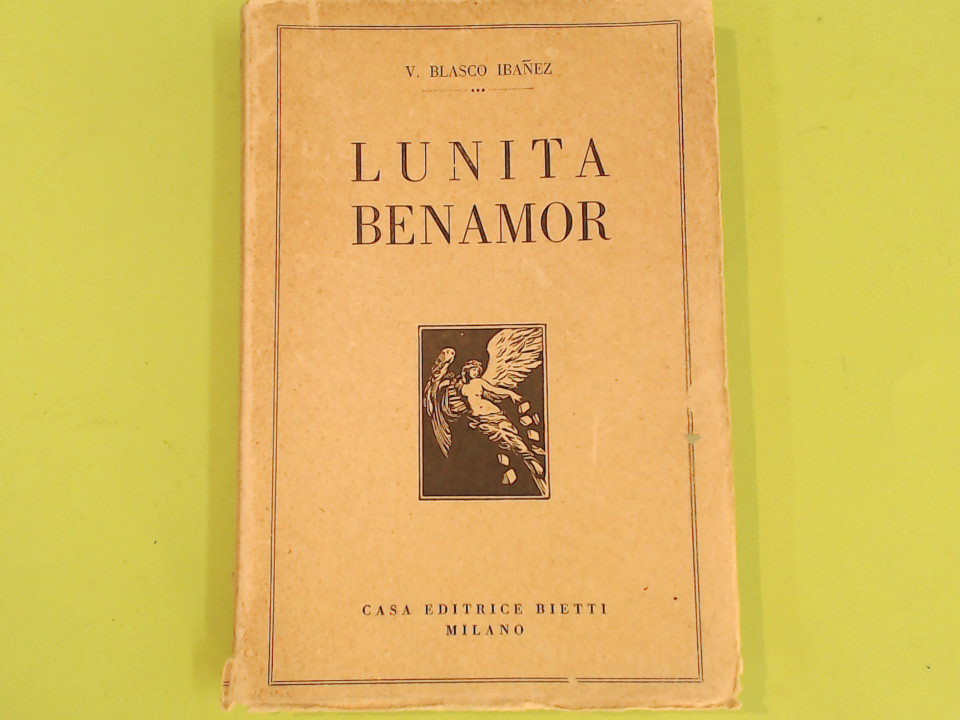 V. BLASCO IBAÑEZ
LUNITA
BENAMOR
CASA EDITRICE BIETTI
MILANO